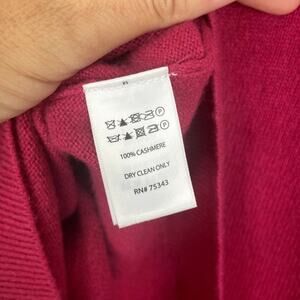 100% CASHMERE
DRY CLEAN ONLY
RN# 75343